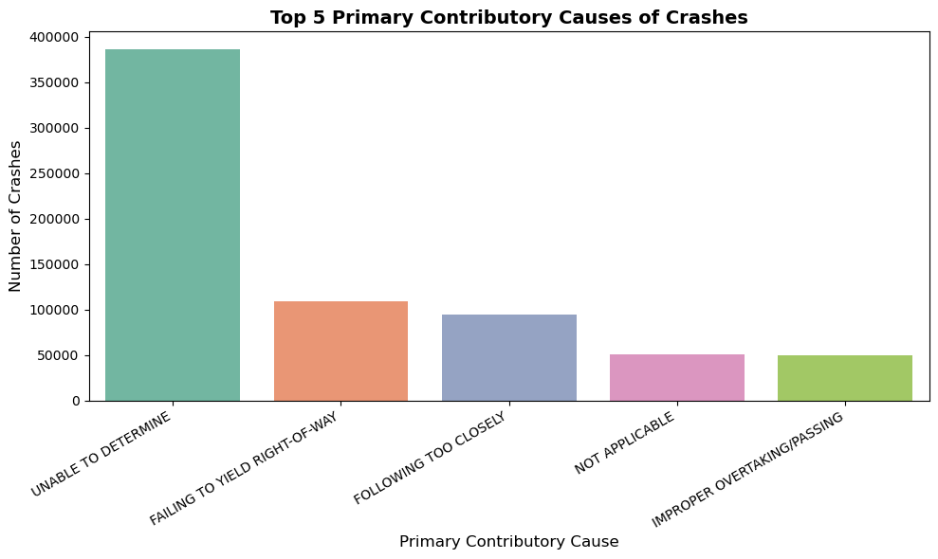 Top 5 Primary Contributory Causes of Crashes
Number of Crashes
400000
350000
300000
250000
200000
150000
100000
50000
0
UNABLE TO DETERMINE
FAILING TO YIELD RIGHT-OF-WAY
FOLLOWING TOO CLOSELY
NOT APPLICABLE
IMPROPER OVERTAKING/PASSING
Primary Contributory Cause